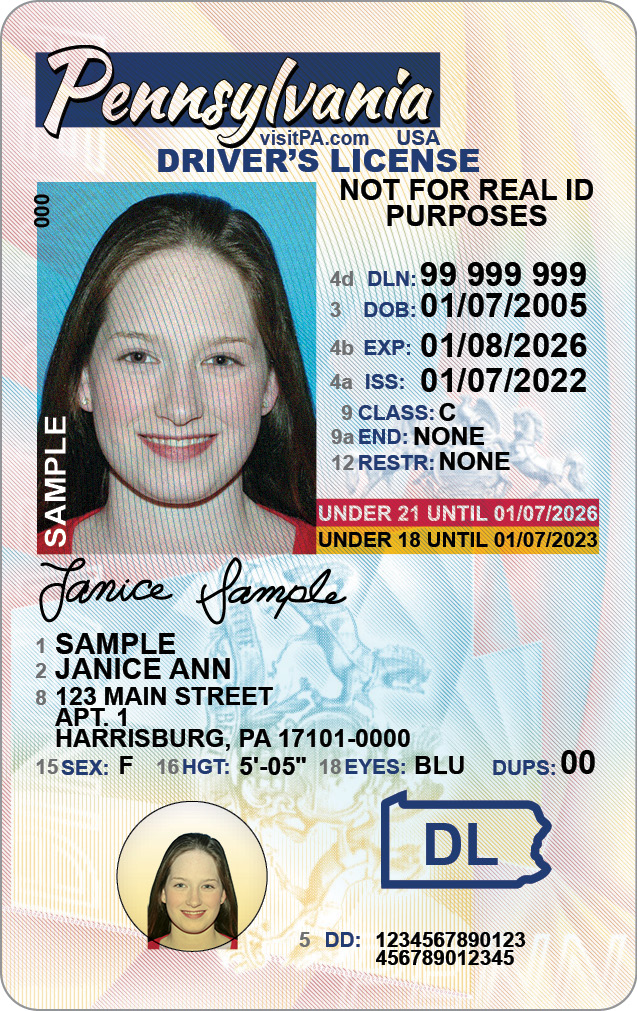 Pennsylvania
visitPA.com USA
DRIVER'S LICENSE
NOT FOR REAL ID
PURPOSES
000
SAMPLE
4d DLN: 99 999 999
3 DOB: 01/07/2005
4b EXP: 01/08/2026
4a ISS: 01/07/2022
9 CLASS: C
9a END: NONE
12 RESTR: NONE
UNDER 21 UNTIL 01/07/2026
UNDER 18 UNTIL 01/07/2023
Janice Sample
1 SAMPLE
2 JANICE ANN
8 123 MAIN STREET
APT. 1
HARRISBURG, PA 17101-0000
15 SEX: F 16 HGT: 5'-05" 18 EYES: BLU DUPS: 00
DL
5 DD: 1234567890123
456789012345